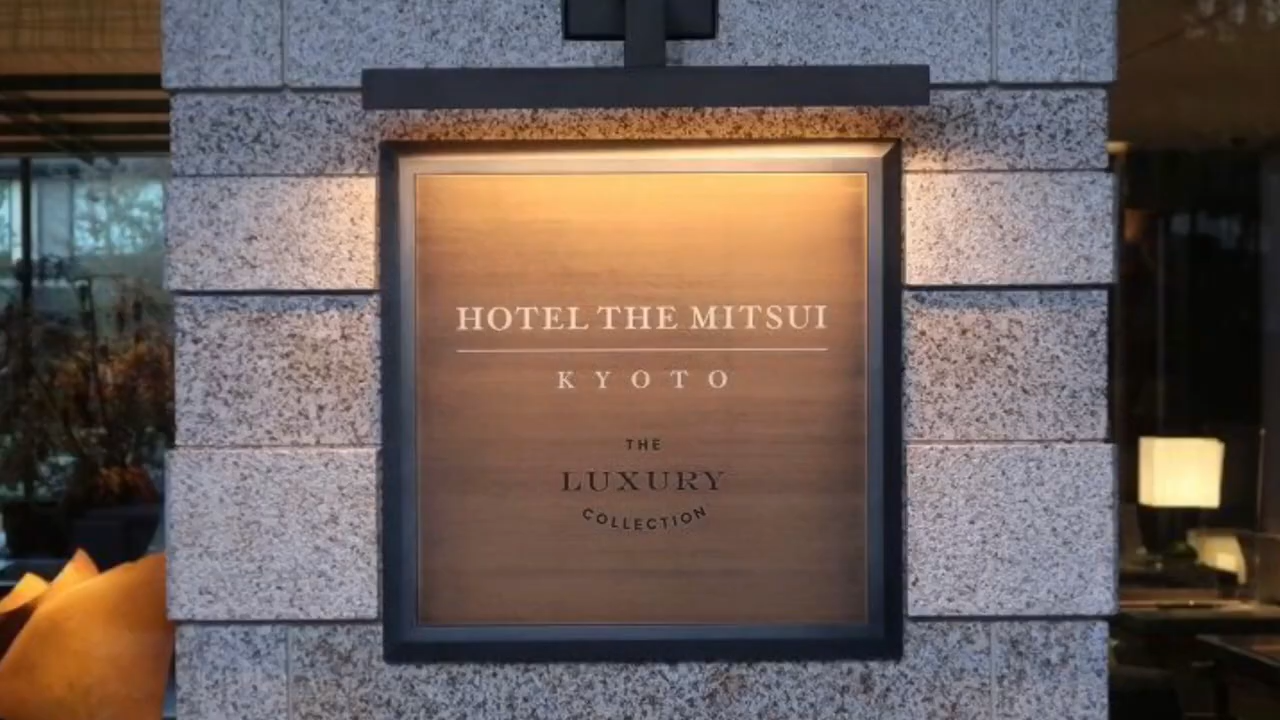 HOTEL THE MITSUI
KYOTO
THE
LUXURY
COLLECTION